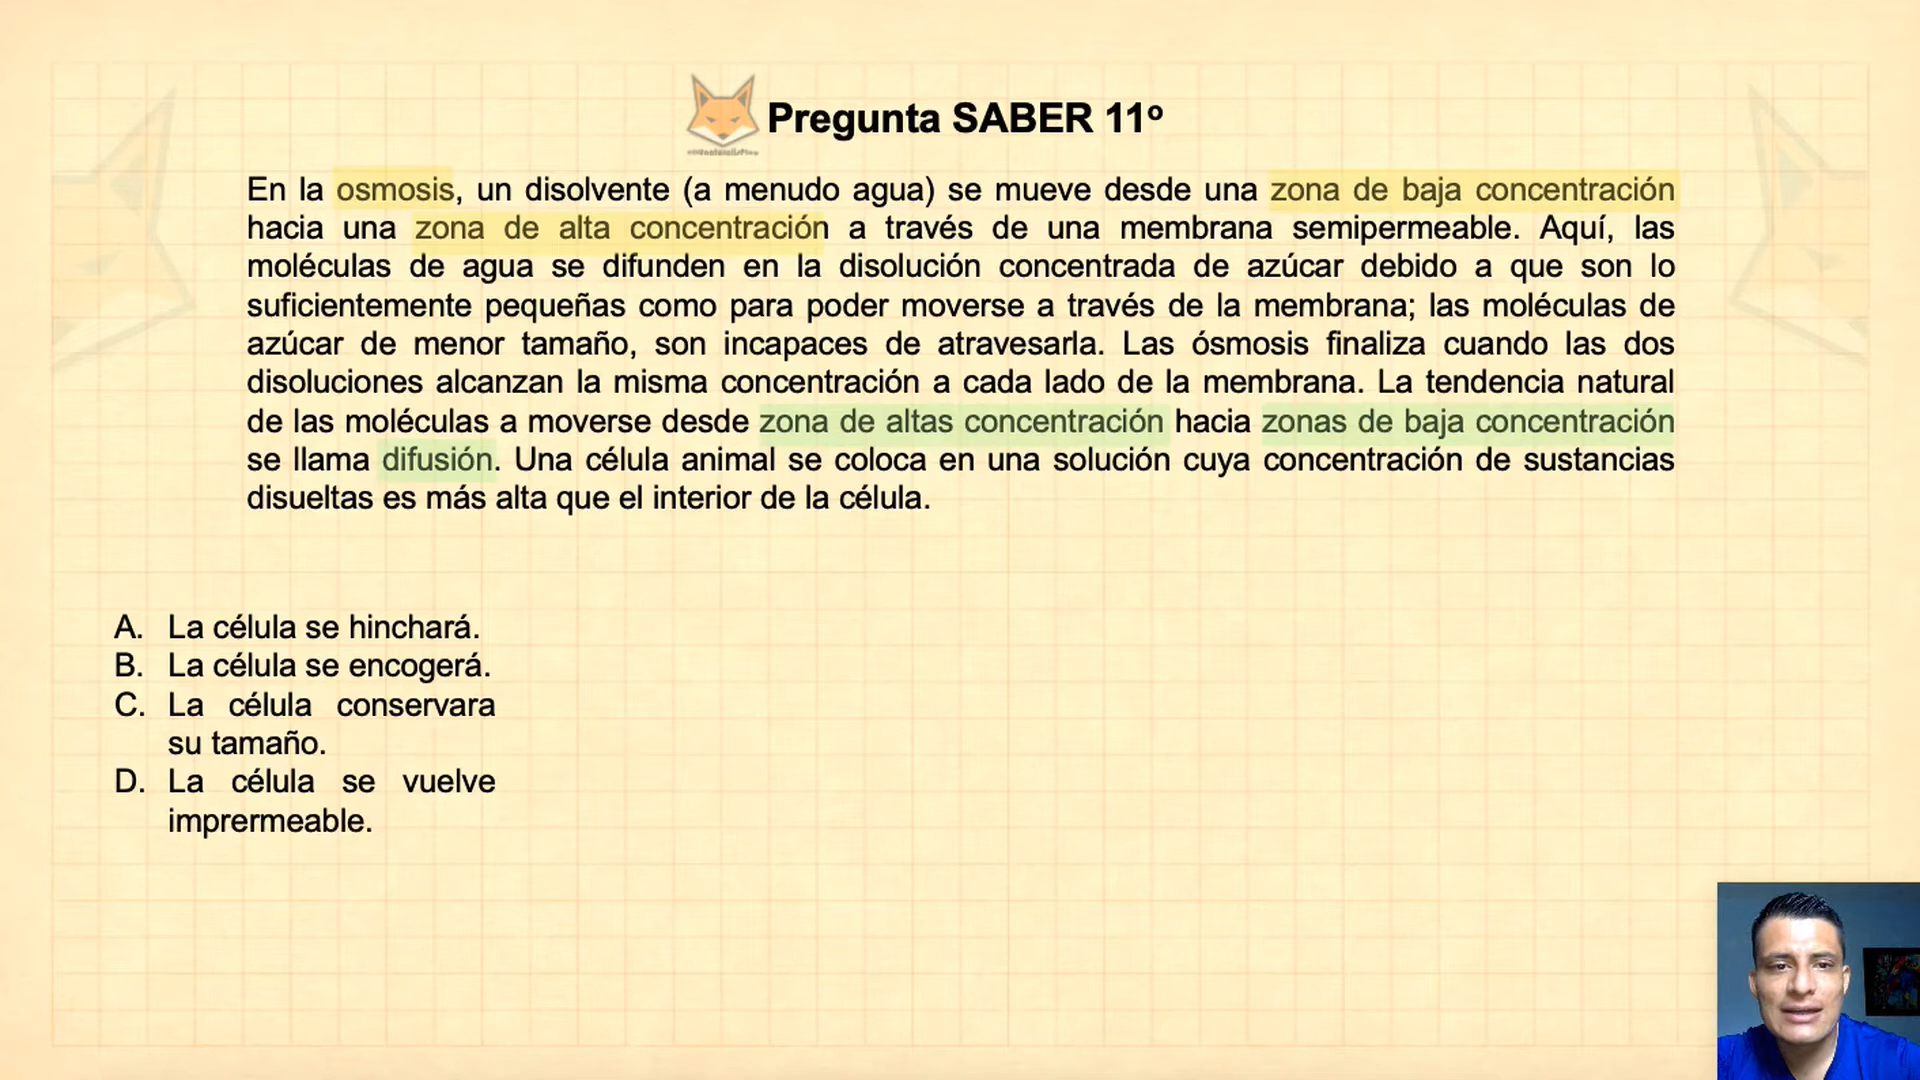 Pregunta SABER 11º
En la osmosis, un disolvente (a menudo agua) se mueve desde una zona de baja concentración
hacia una zona de alta concentración a través de una membrana semipermeable. Aquí, las
moléculas de agua se difunden en la disolución concentrada de azúcar debido a que son lo
suficientemente pequeñas como para poder moverse a través de la membrana; las moléculas de
azúcar de menor tamaño, son incapaces de atravesarla. Las ósmosis finaliza cuando las dos
disoluciones alcanzan la misma concentración a cada lado de la membrana. La tendencia natural
de las moléculas a moverse desde zona de altas concentración hacia zonas de baja concentración
se llama difusión. Una célula animal se coloca en una solución cuya concentración de sustancias
disueltas es más alta que el interior de la célula.
A. La célula se hinchará.
B. La célula se encogerá.
C. La célula conservara
su tamaño.
D. La célula se vuelve
imprermeable.